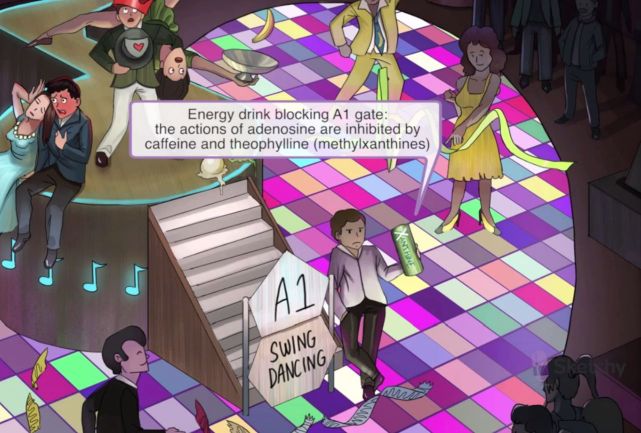 Energy drink blocking A1 gate:
the actions of adenosine are inhibited by
caffeine and theophylline (methylxanthines)
A1
SWING
DANCING
Sketchy